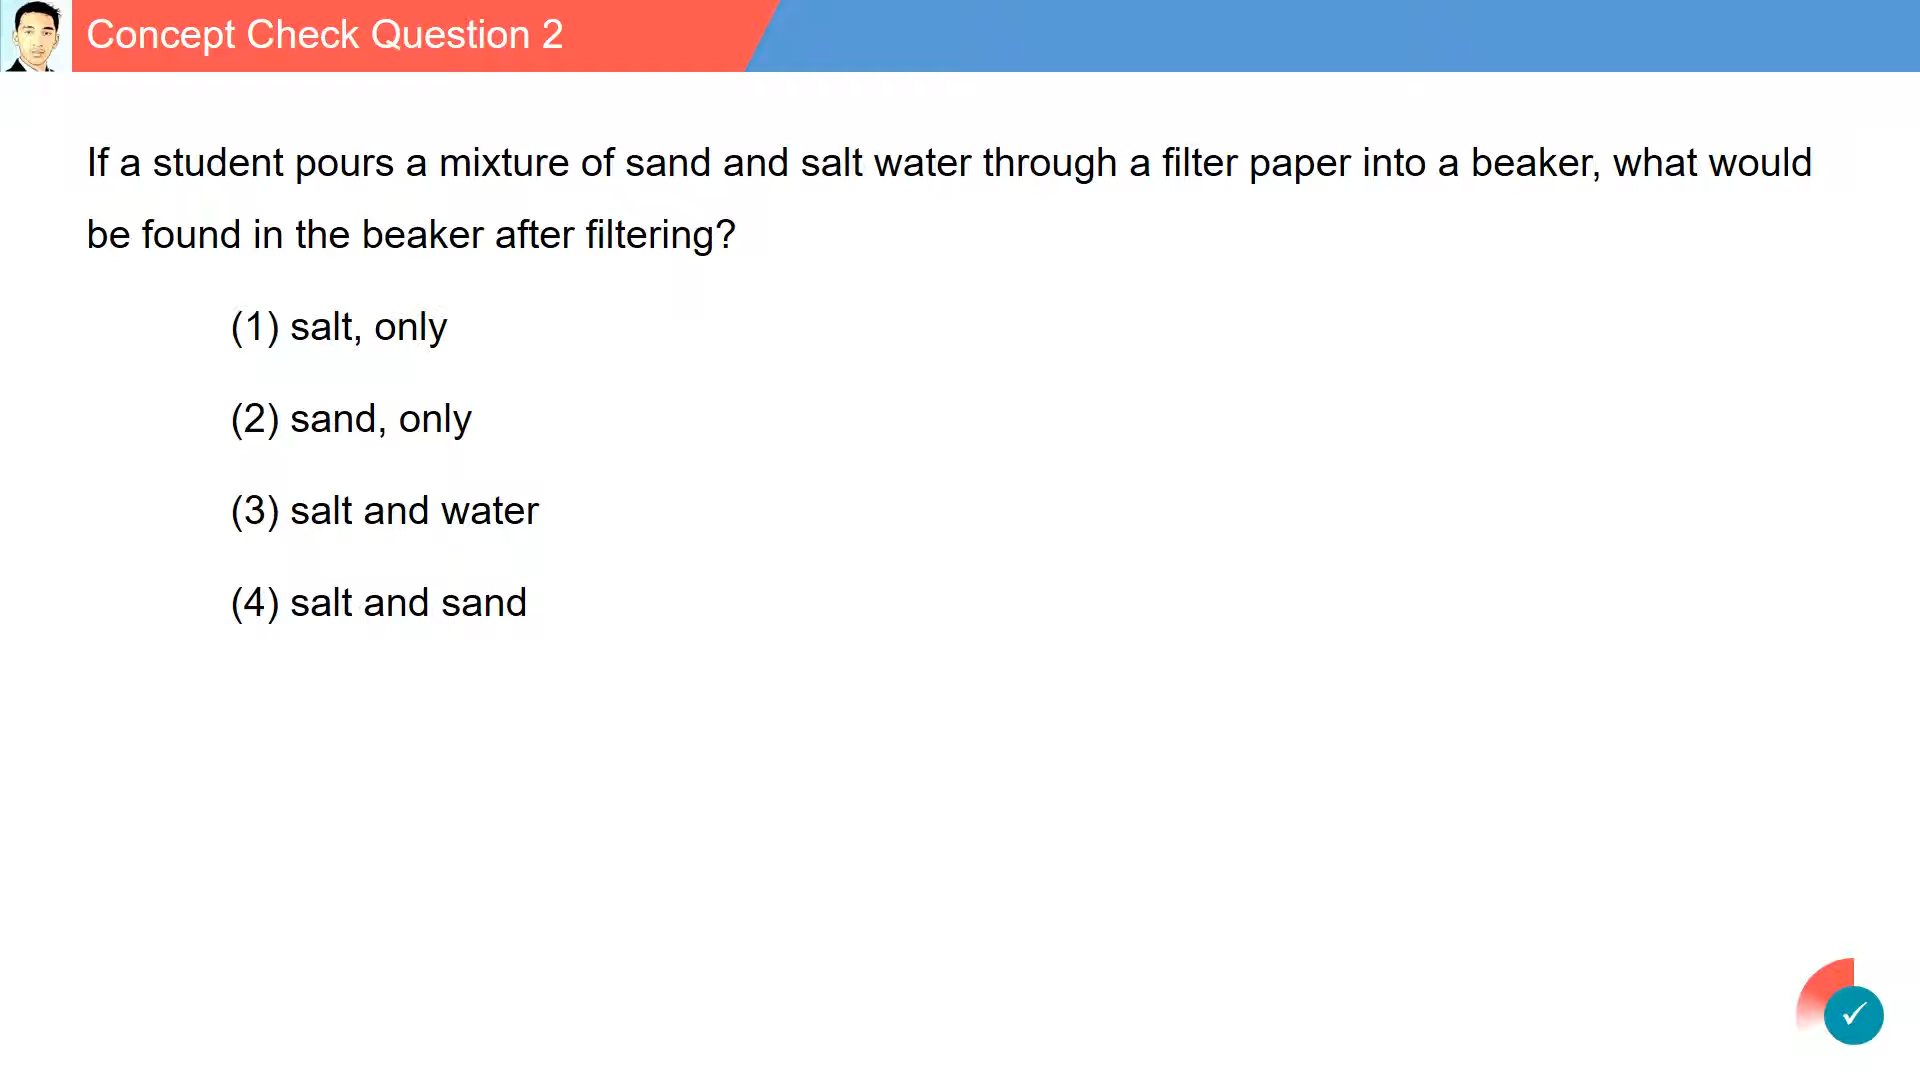 Concept Check Question 2
If a student pours a mixture of sand and salt water through a filter paper into a beaker, what would
be found in the beaker after filtering?
(1) salt, only
(2) sand, only
(3) salt and water
(4) salt and sand